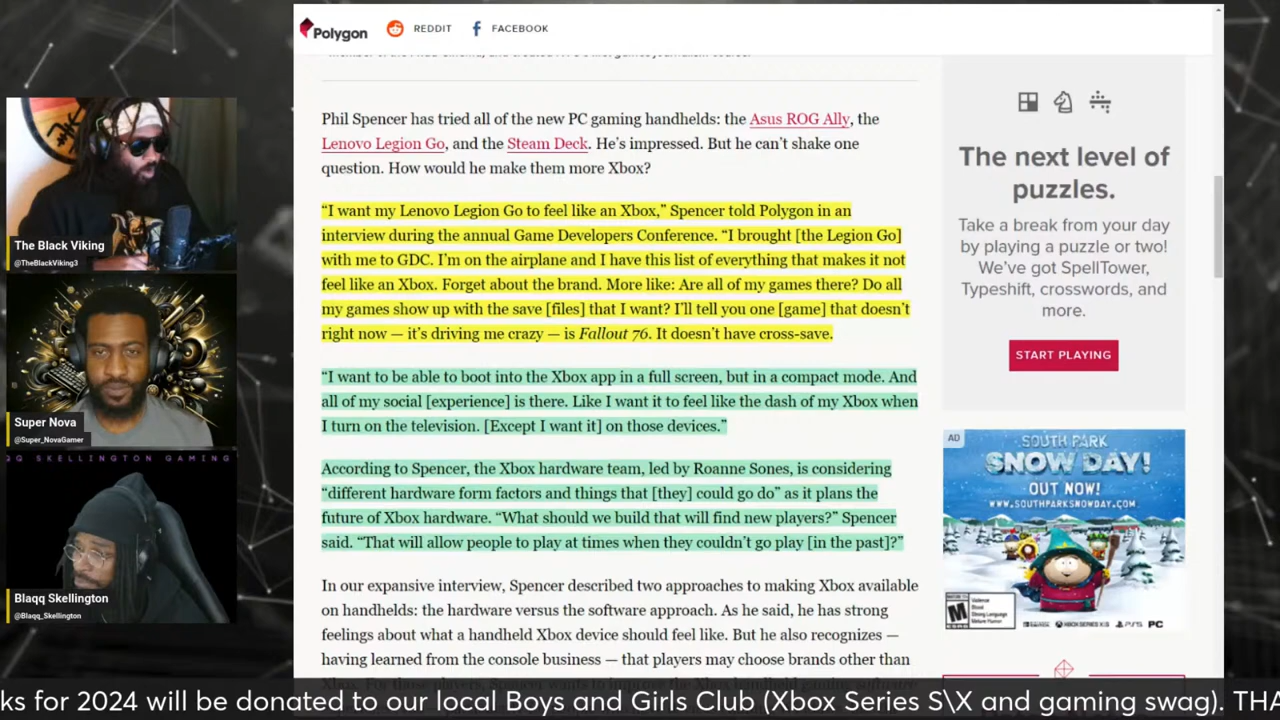 Polygon
REDDIT
FACEBOOK
Phil Spencer has tried all of the new PC gaming handhelds: the Asus ROG Ally, the
Lenovo Legion Go, and the Steam Deck. He’s impressed. But he can’t shake one
question. How would he make them more Xbox?
“I want my Lenovo Legion Go to feel like an Xbox,” Spencer told Polygon in an
interview during the annual Game Developers Conference. “I brought [the Legion Go]
with me to GDC. I’m on the airplane and I have this list of everything that makes it not
feel like an Xbox. Forget about the brand. More like: Are all of my games there? Do all
my games show up with the save [files] that I want? I’ll tell you one [game] that doesn’t
right now — it’s driving me crazy — is Fallout 76. It doesn’t have cross-save.
“I want to be able to boot into the Xbox app in a full screen, but in a compact mode. And
all of my social [experience] is there. Like I want it to feel like the dash of my Xbox when
I turn on the television. [Except I want it] on those devices.”
According to Spencer, the Xbox hardware team, led by Roanne Sones, is considering
“different hardware form factors and things that [they] could go do” as it plans the
future of Xbox hardware. “What should we build that will find new players?” Spencer
said. “That will allow people to play at times when they couldn’t go play [in the past]?”
In our expansive interview, Spencer described two approaches to making Xbox available
on handhelds: the hardware versus the software approach. As he said, he has strong
feelings about what a handheld Xbox device should feel like. But he also recognizes —
having learned from the console business — that players may choose brands other than
The next level of
puzzles.
Take a break from your day
by playing a puzzle or two!
We’ve got SpellTower,
Typeshift, crosswords, and
more.
START PLAYING
AD
SOUTH PARK
SNOW DAY!
OUT NOW!
WWW.SOUTHPARKSNOWDAY.COM
M
XBOX SERIES X|S
PS5
PC
The Black Viking
@TheBlackViking3
Super Nova
@Super_NovaGamer
QQ SKELLINGTON GAMING
Blaqq Skellington
@Blaqq_Skellington
ks for 2024 will be donated to our local Boys and Girls Club (Xbox Series S\X and gaming swag). THA